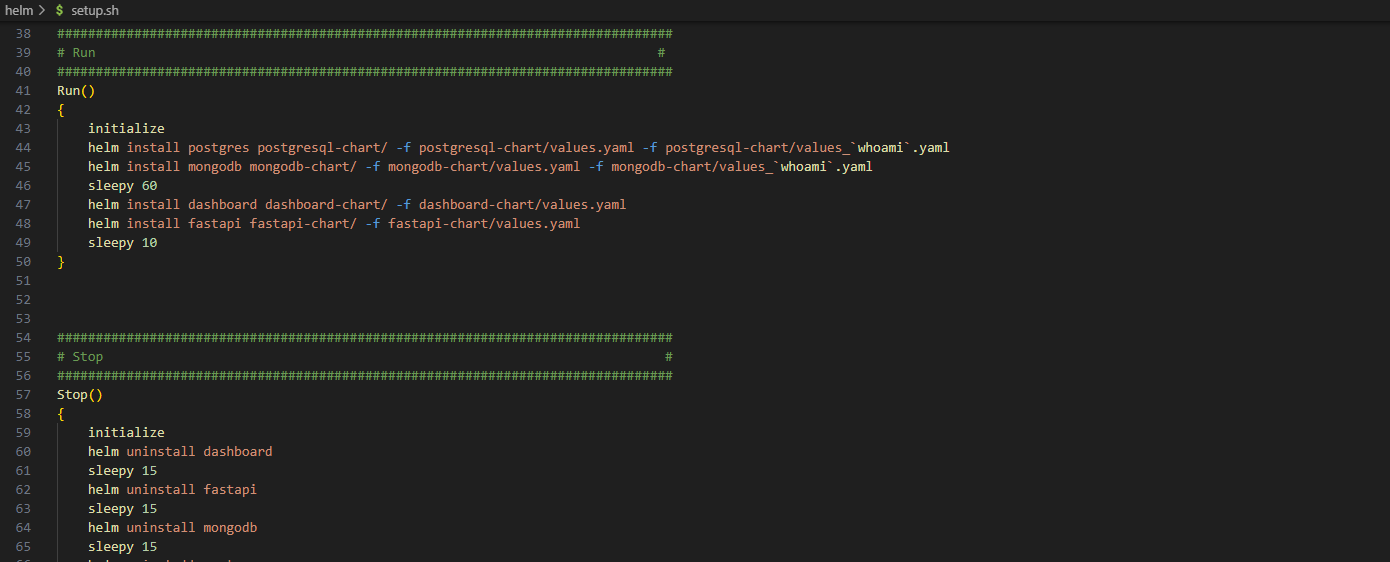 helm > $ setup.sh
38 ################################################################################
39 # Run #
40 ################################################################################
41 Run()
42 {
43 initialize
44 helm install postgres postgresql-chart/ -f postgresql-chart/values.yaml -f postgresql-chart/values_`whoami`.yaml
45 helm install mongodb mongodb-chart/ -f mongodb-chart/values.yaml -f mongodb-chart/values_`whoami`.yaml
46 sleepy 60
47 helm install dashboard dashboard-chart/ -f dashboard-chart/values.yaml
48 helm install fastapi fastapi-chart/ -f fastapi-chart/values.yaml
49 sleepy 10
50 }
51
52
53
54 ################################################################################
55 # Stop #
56 ################################################################################
57 Stop()
58 {
59 initialize
60 helm uninstall dashboard
61 sleepy 15
62 helm uninstall fastapi
63 sleepy 15
64 helm uninstall mongodb
65 sleepy 15